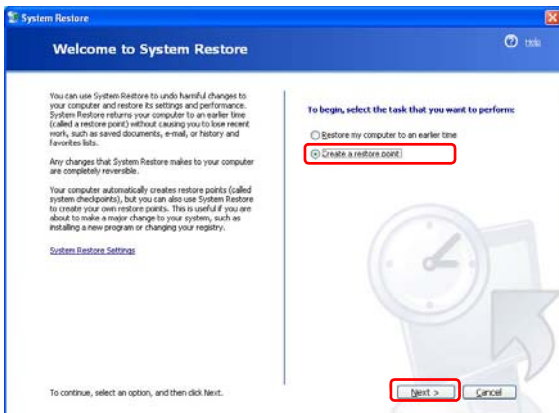 System Restore
Welcome to System Restore
Help
You can use System Restore to undo harmful changes to
your computer and restore its settings and performance.
System Restore returns your computer to an earlier time
(called a restore point) without causing you to lose recent
work, such as saved documents, e-mail, or history and
favorites lists.
Any changes that System Restore makes to your computer
are completely reversible.
Your computer automatically creates restore points (called
system checkpoints), but you can also use System Restore
to create your own restore points. This is useful if you are
about to make a major change to your system, such as
installing a new program or changing your registry.
System Restore Settings
To begin, select the task that you want to perform:
Restore my computer to an earlier time
Create a restore point
To continue, select an option, and then click Next.
Next >
Cancel